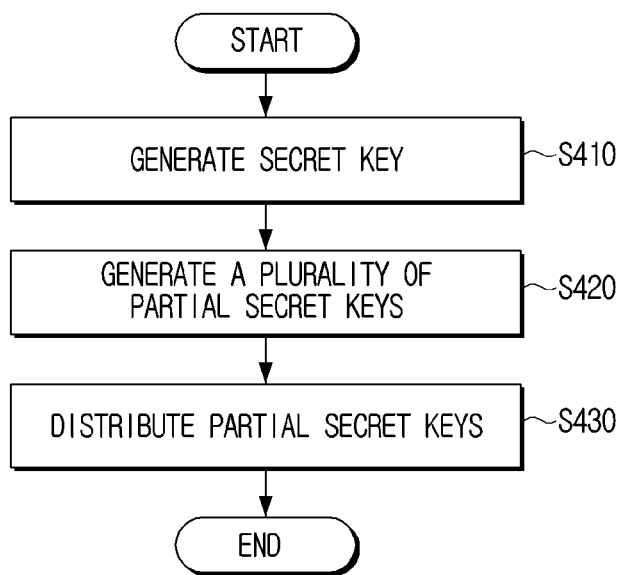 START
GENERATE SECRET KEY
S410
GENERATE A PLURALITY OF
PARTIAL SECRET KEYS
S420
DISTRIBUTE PARTIAL SECRET KEYS
S430
END